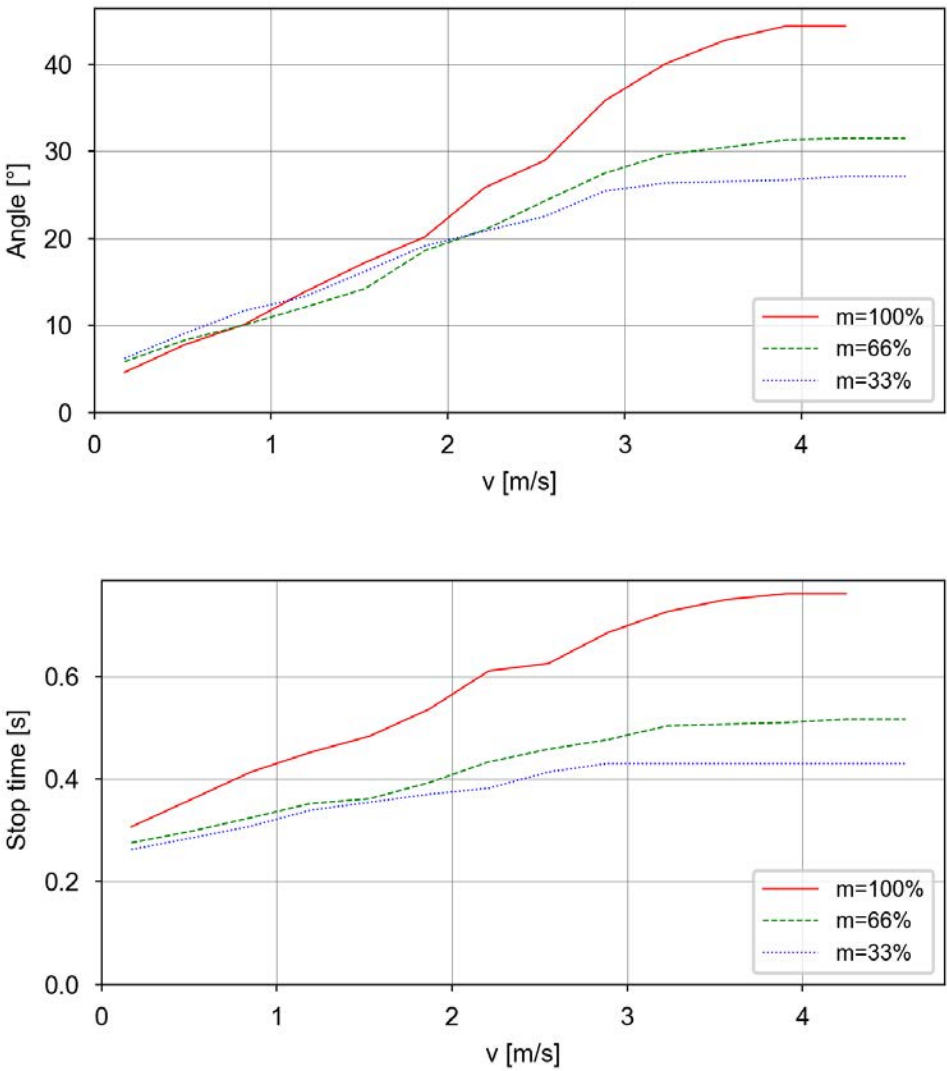 40
30
20
10
0
Angle [°]
0 1 2 3 4
v [m/s]
m=100%
m=66%
m=33%
0.6
0.4
0.2
0.0
Stop time [s]
0 1 2 3 4
v [m/s]
m=100%
m=66%
m=33%